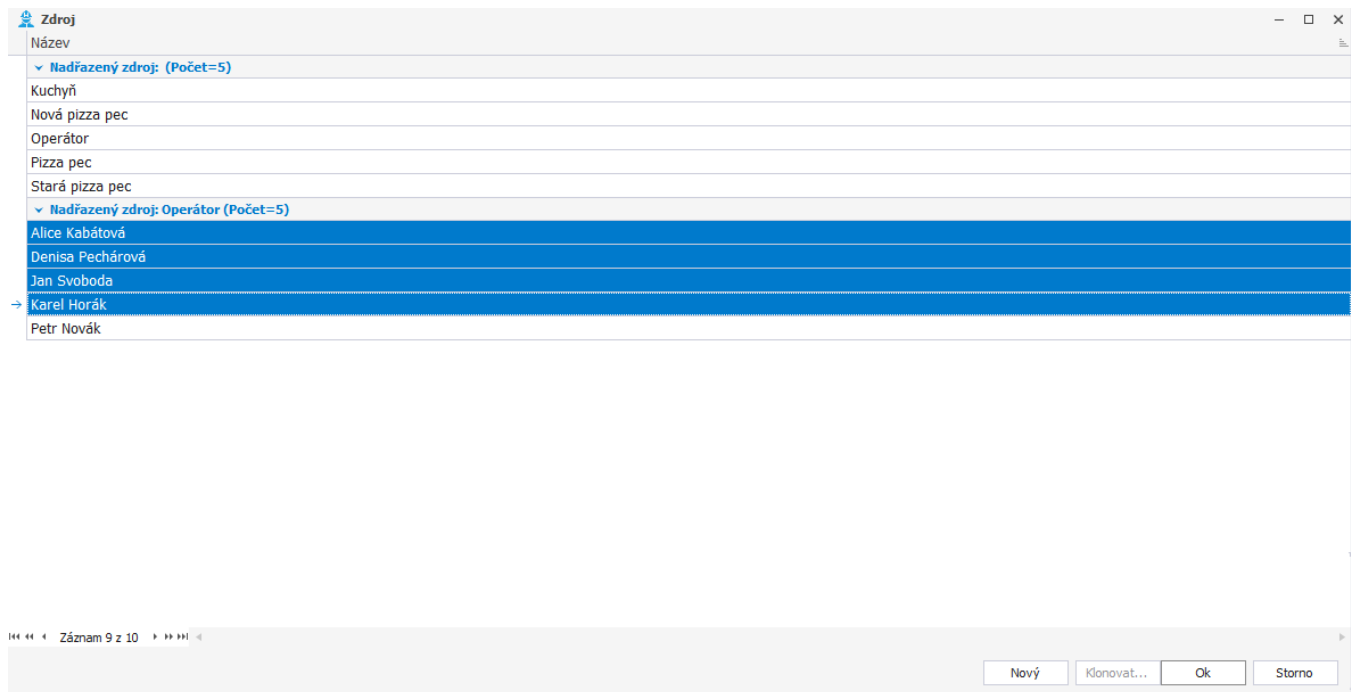 Zdroj
Název
Nadřazený zdroj: (Počet=5)
Kuchyň
Nová pizza pec
Operátor
Pizza pec
Stará pizza pec
Nadřazený zdroj: Operátor (Počet=5)
Alice Kabátová
Denisa Pechárová
Jan Svoboda
Karel Horák
Petr Novák
Záznam 9 z 10
Nový Klonovat... Ok Storno